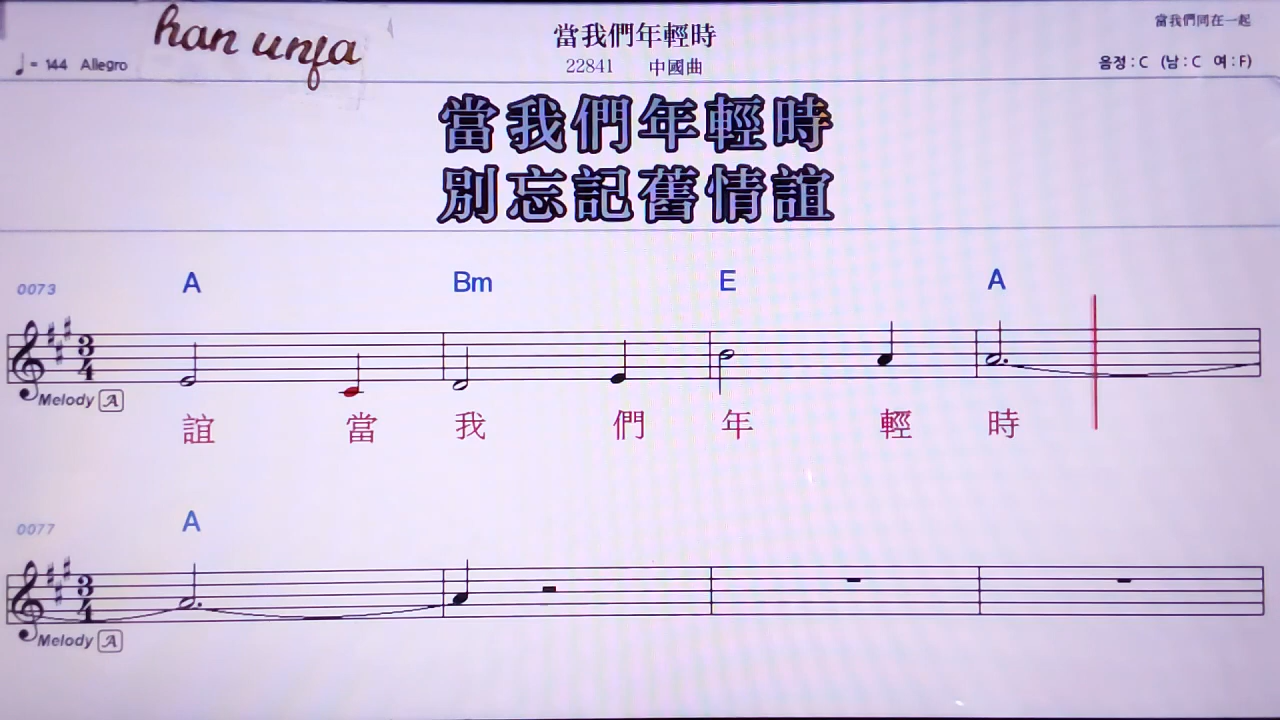 han unfa
當我們年輕時
當我們同在一起
♩= 144 Allegro
22841 中國曲
음정 : C (남 : C 여 : F)
當我們年輕時
別忘記舊情誼
0073 A Bm E A
3/4
Melody A
誼 當 我 們 年 輕 時
0077 A
3/4
Melody A